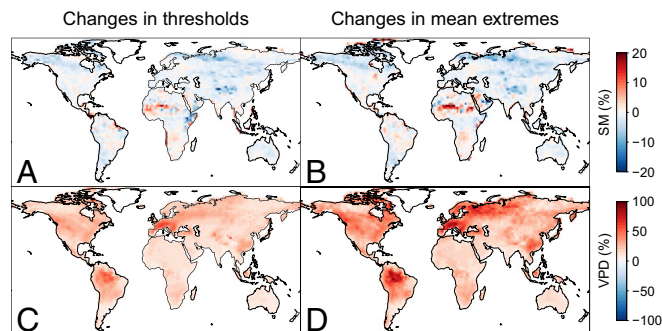 Changes in thresholds
Changes in mean extremes
A
B
20
10
0
−10
−20
SM (%)
C
D
100
50
0
−50
−100
VPD (%)